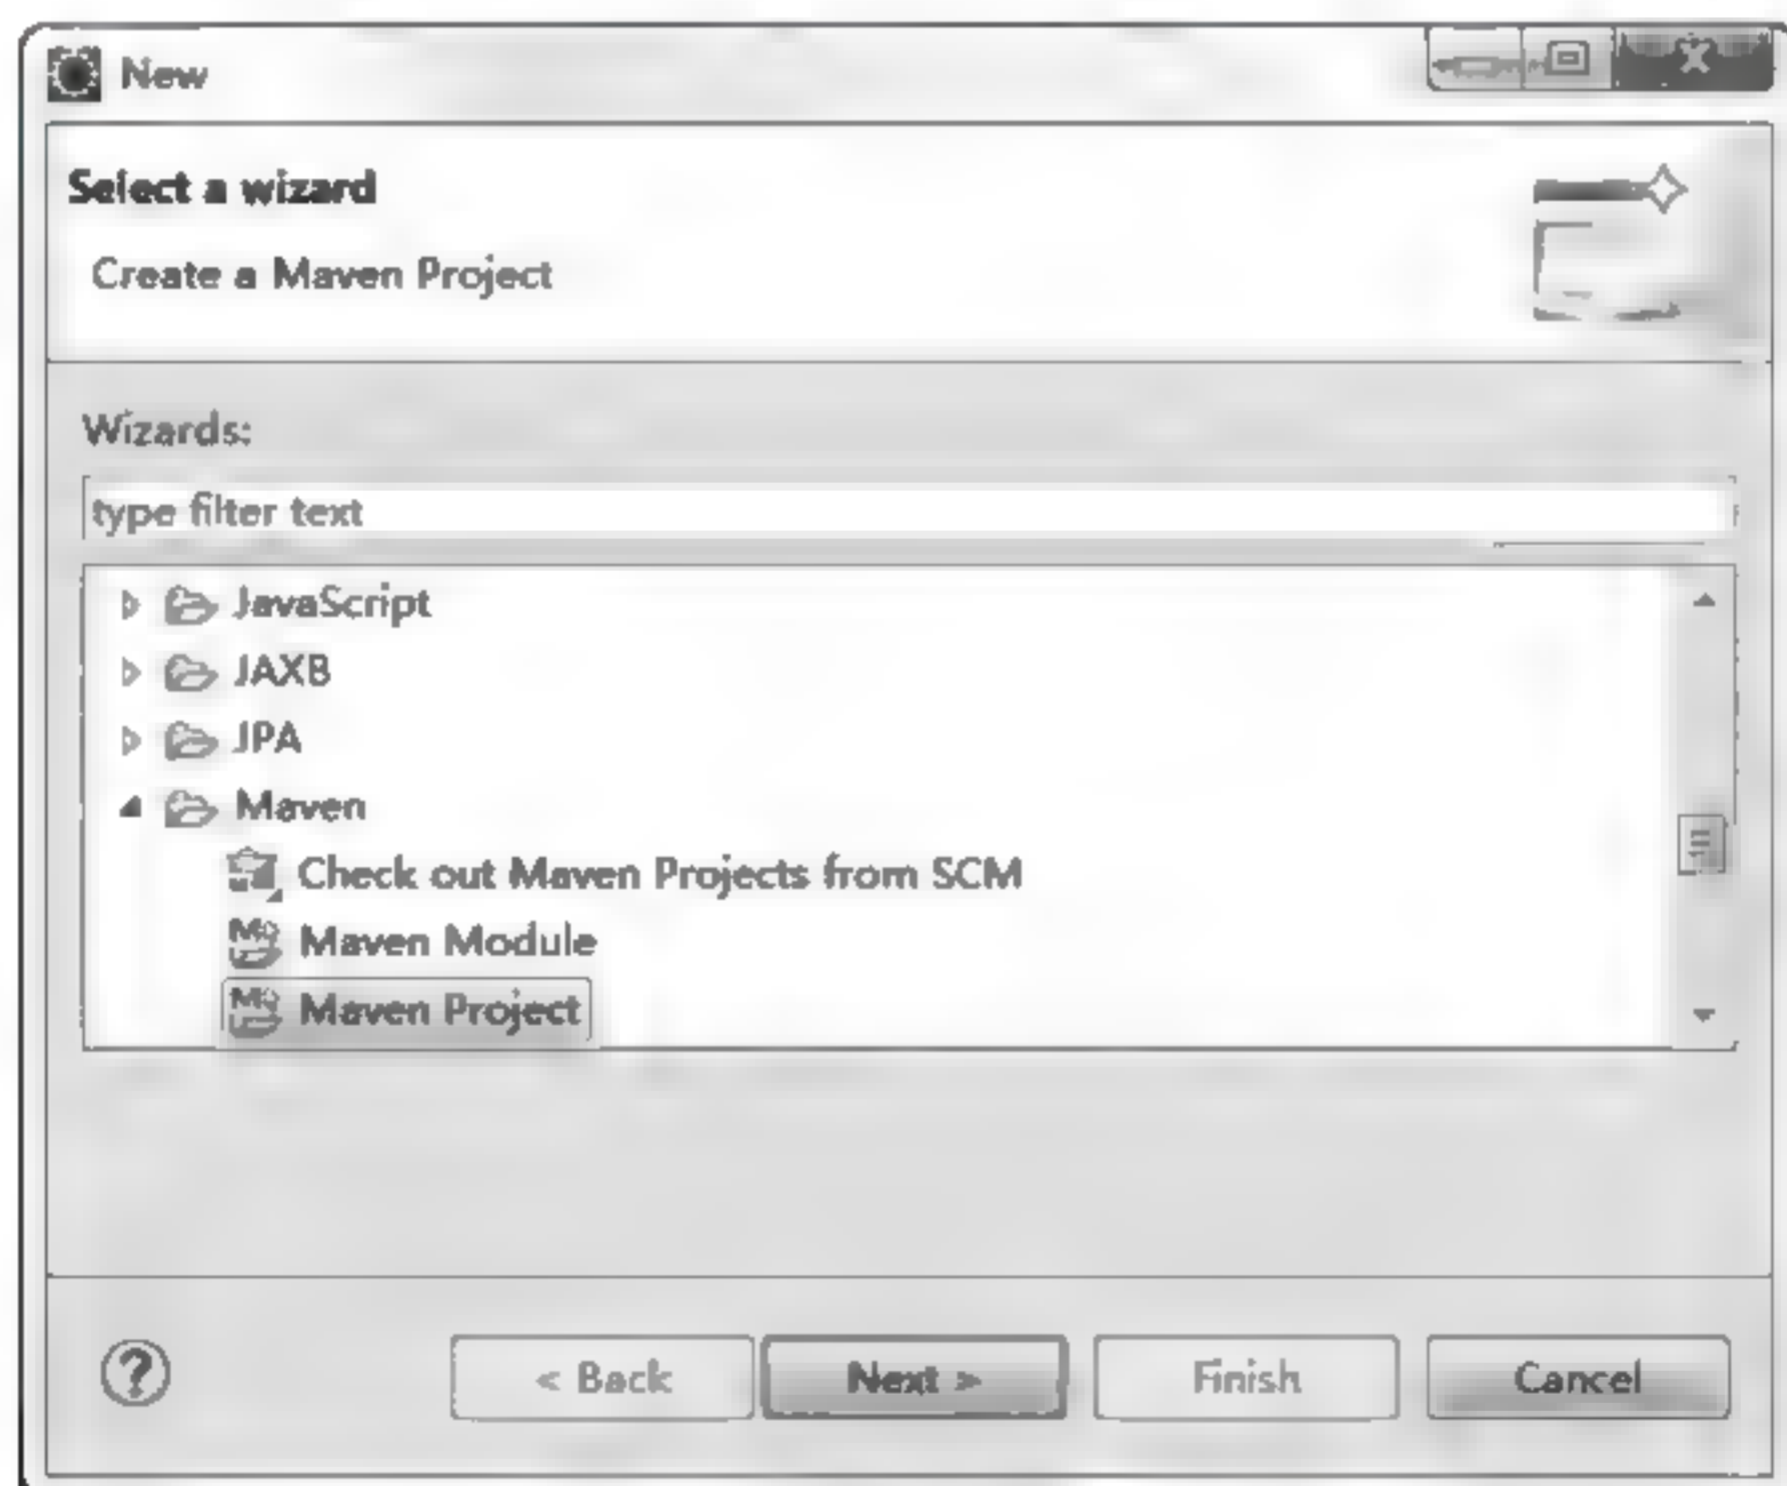 New
Select a wizard
Create a Maven Project
Wizards:
type filter text
JavaScript
JAXB
JPA
Maven
Check out Maven Projects from SCM
Maven Module
Maven Project
< Back Next > Finish Cancel